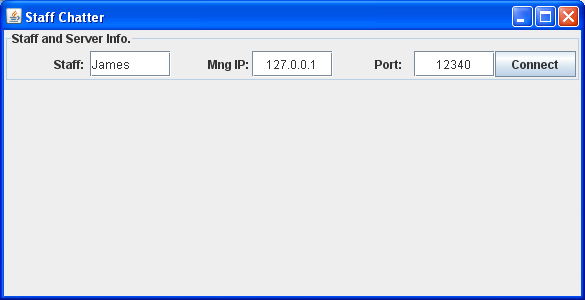 Staff Chatter
Staff and Server Info.
Staff: James Mng IP: 127.0.0.1 Port: 12340 Connect